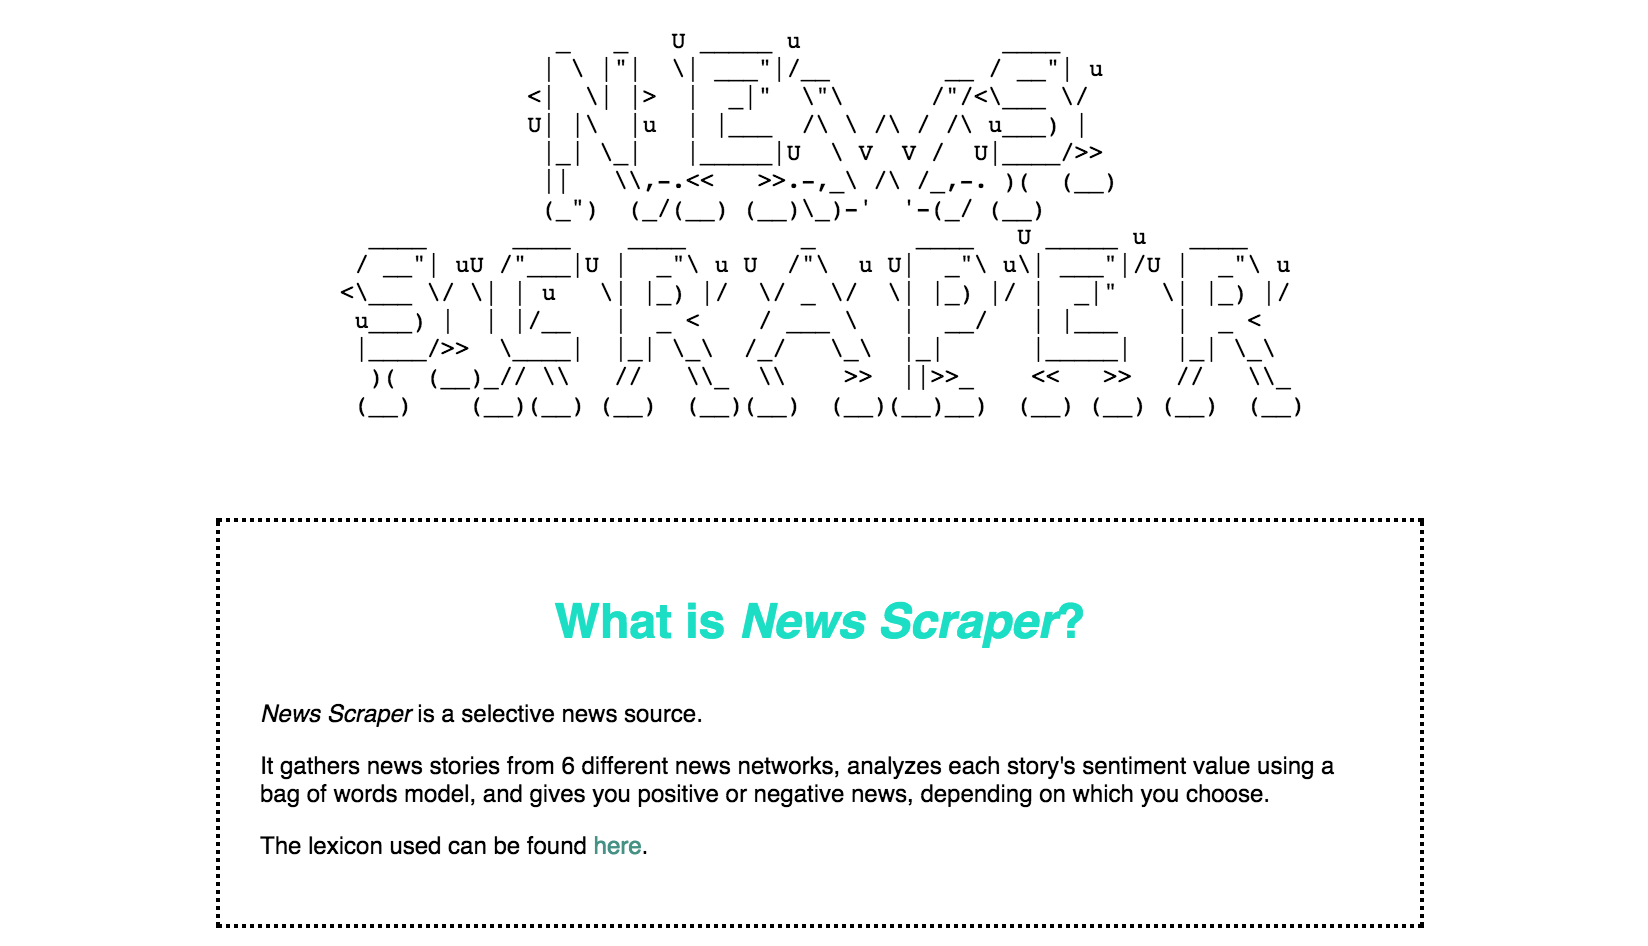 NEWS
SCRAPER
What is News Scraper?
News Scraper is a selective news source.
It gathers news stories from 6 different news networks, analyzes each story's sentiment value using a
bag of words model, and gives you positive or negative news, depending on which you choose.
The lexicon used can be found here.